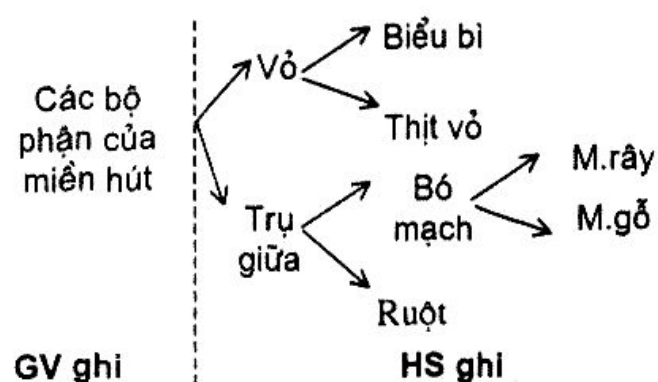 Các bộ
phận của
miền hút
Vỏ
Biểu bì
Thịt vỏ
Trụ
giữa
Bó
mạch
M.rây
M.gỗ
Ruột
GV ghi
HS ghi